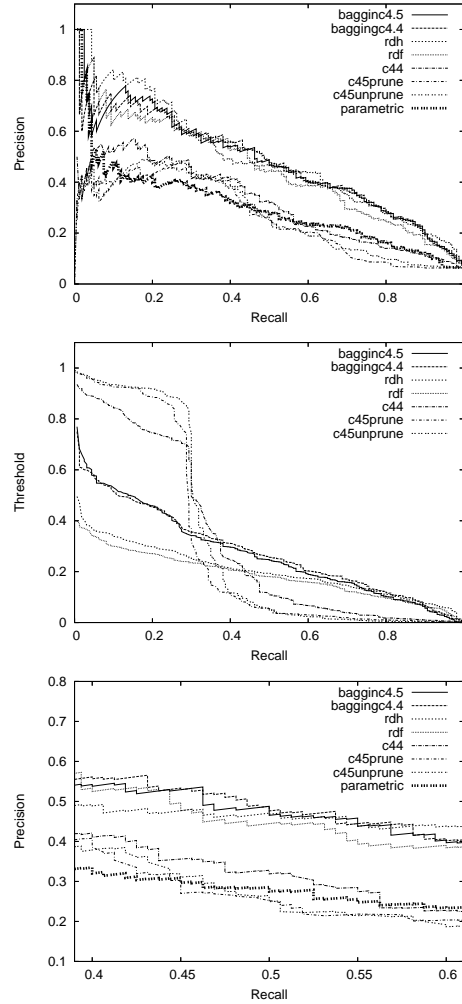 1
0.8
0.6
0.4
0.2
0
Precision
0
0.2
0.4
0.6
0.8
Recall
bagginc4.5
baggingc4.4
rdh
rdf
c44
c45prune
c45unprune
parametric
1
0.8
0.6
0.4
0.2
0
Threshold
0
0.2
0.4
0.6
0.8
Recall
bagginc4.5
baggingc4.4
rdh
rdf
c44
c45prune
c45unprune
0.8
0.7
0.6
0.5
0.4
0.3
0.2
0.1
Precision
0.4
0.45
0.5
0.55
0.6
Recall
bagginc4.5
baggingc4.4
rdh
rdf
c44
c45prune
c45unprune
parametric